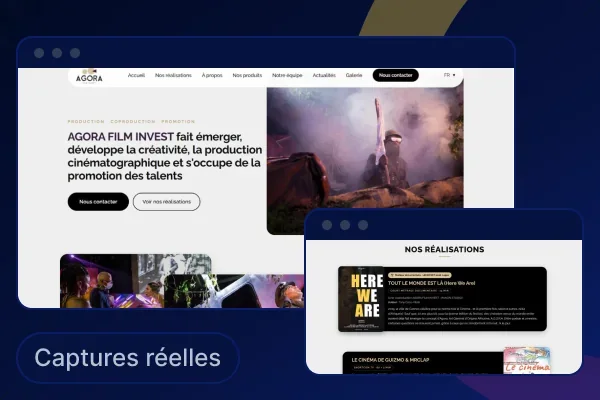 AGORA
Accueil Nos réalisations À propos Nos produits Notre équipe Actualités Galerie Nous contacter FR
PRODUCTION . COPRODUCTION . PROMOTION
AGORA FILM INVEST fait émerger,
développe la créativité, la production
cinématographique et s'occupe de la
promotion des talents
Nous contacter Voir nos réalisations
NOS RÉALISATIONS
HERE
WE
ARE
TOUT LE MONDE EST LÀ (Here We Are)
LE CINÉMA DE GUIZMO & MRCLAP
Le cinéma
Captures réelles